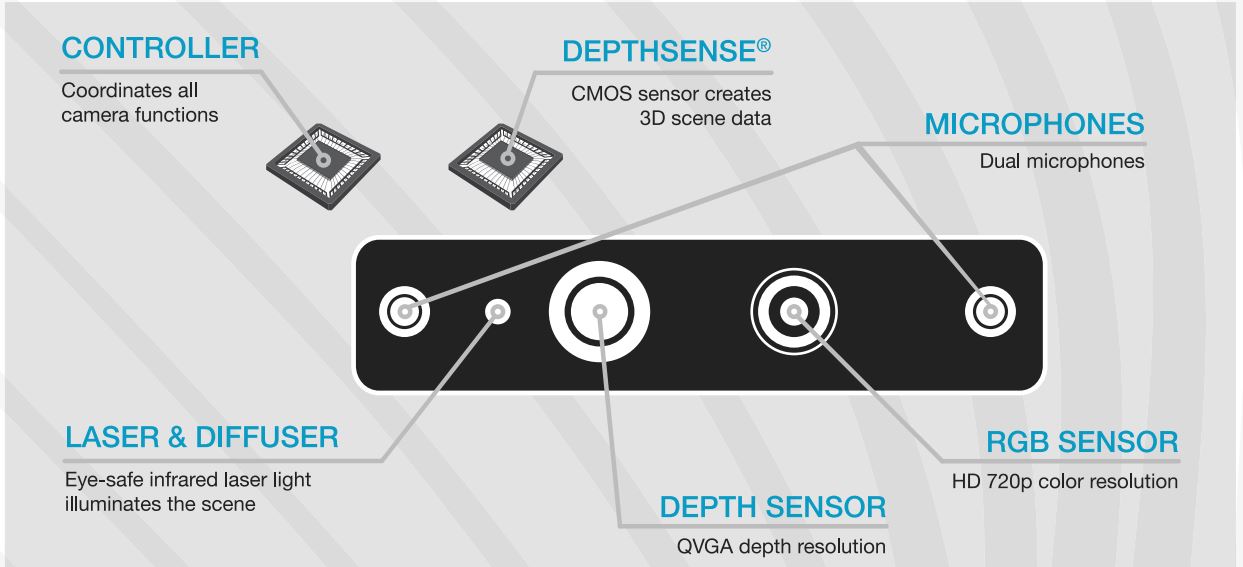 CONTROLLER
Coordinates all
camera functions
DEPTHSENSE®
CMOS sensor creates
3D scene data
MICROPHONES
Dual microphones
LASER & DIFFUSER
Eye-safe infrared laser light
illuminates the scene
DEPTH SENSOR
QVGA depth resolution
RGB SENSOR
HD 720p color resolution